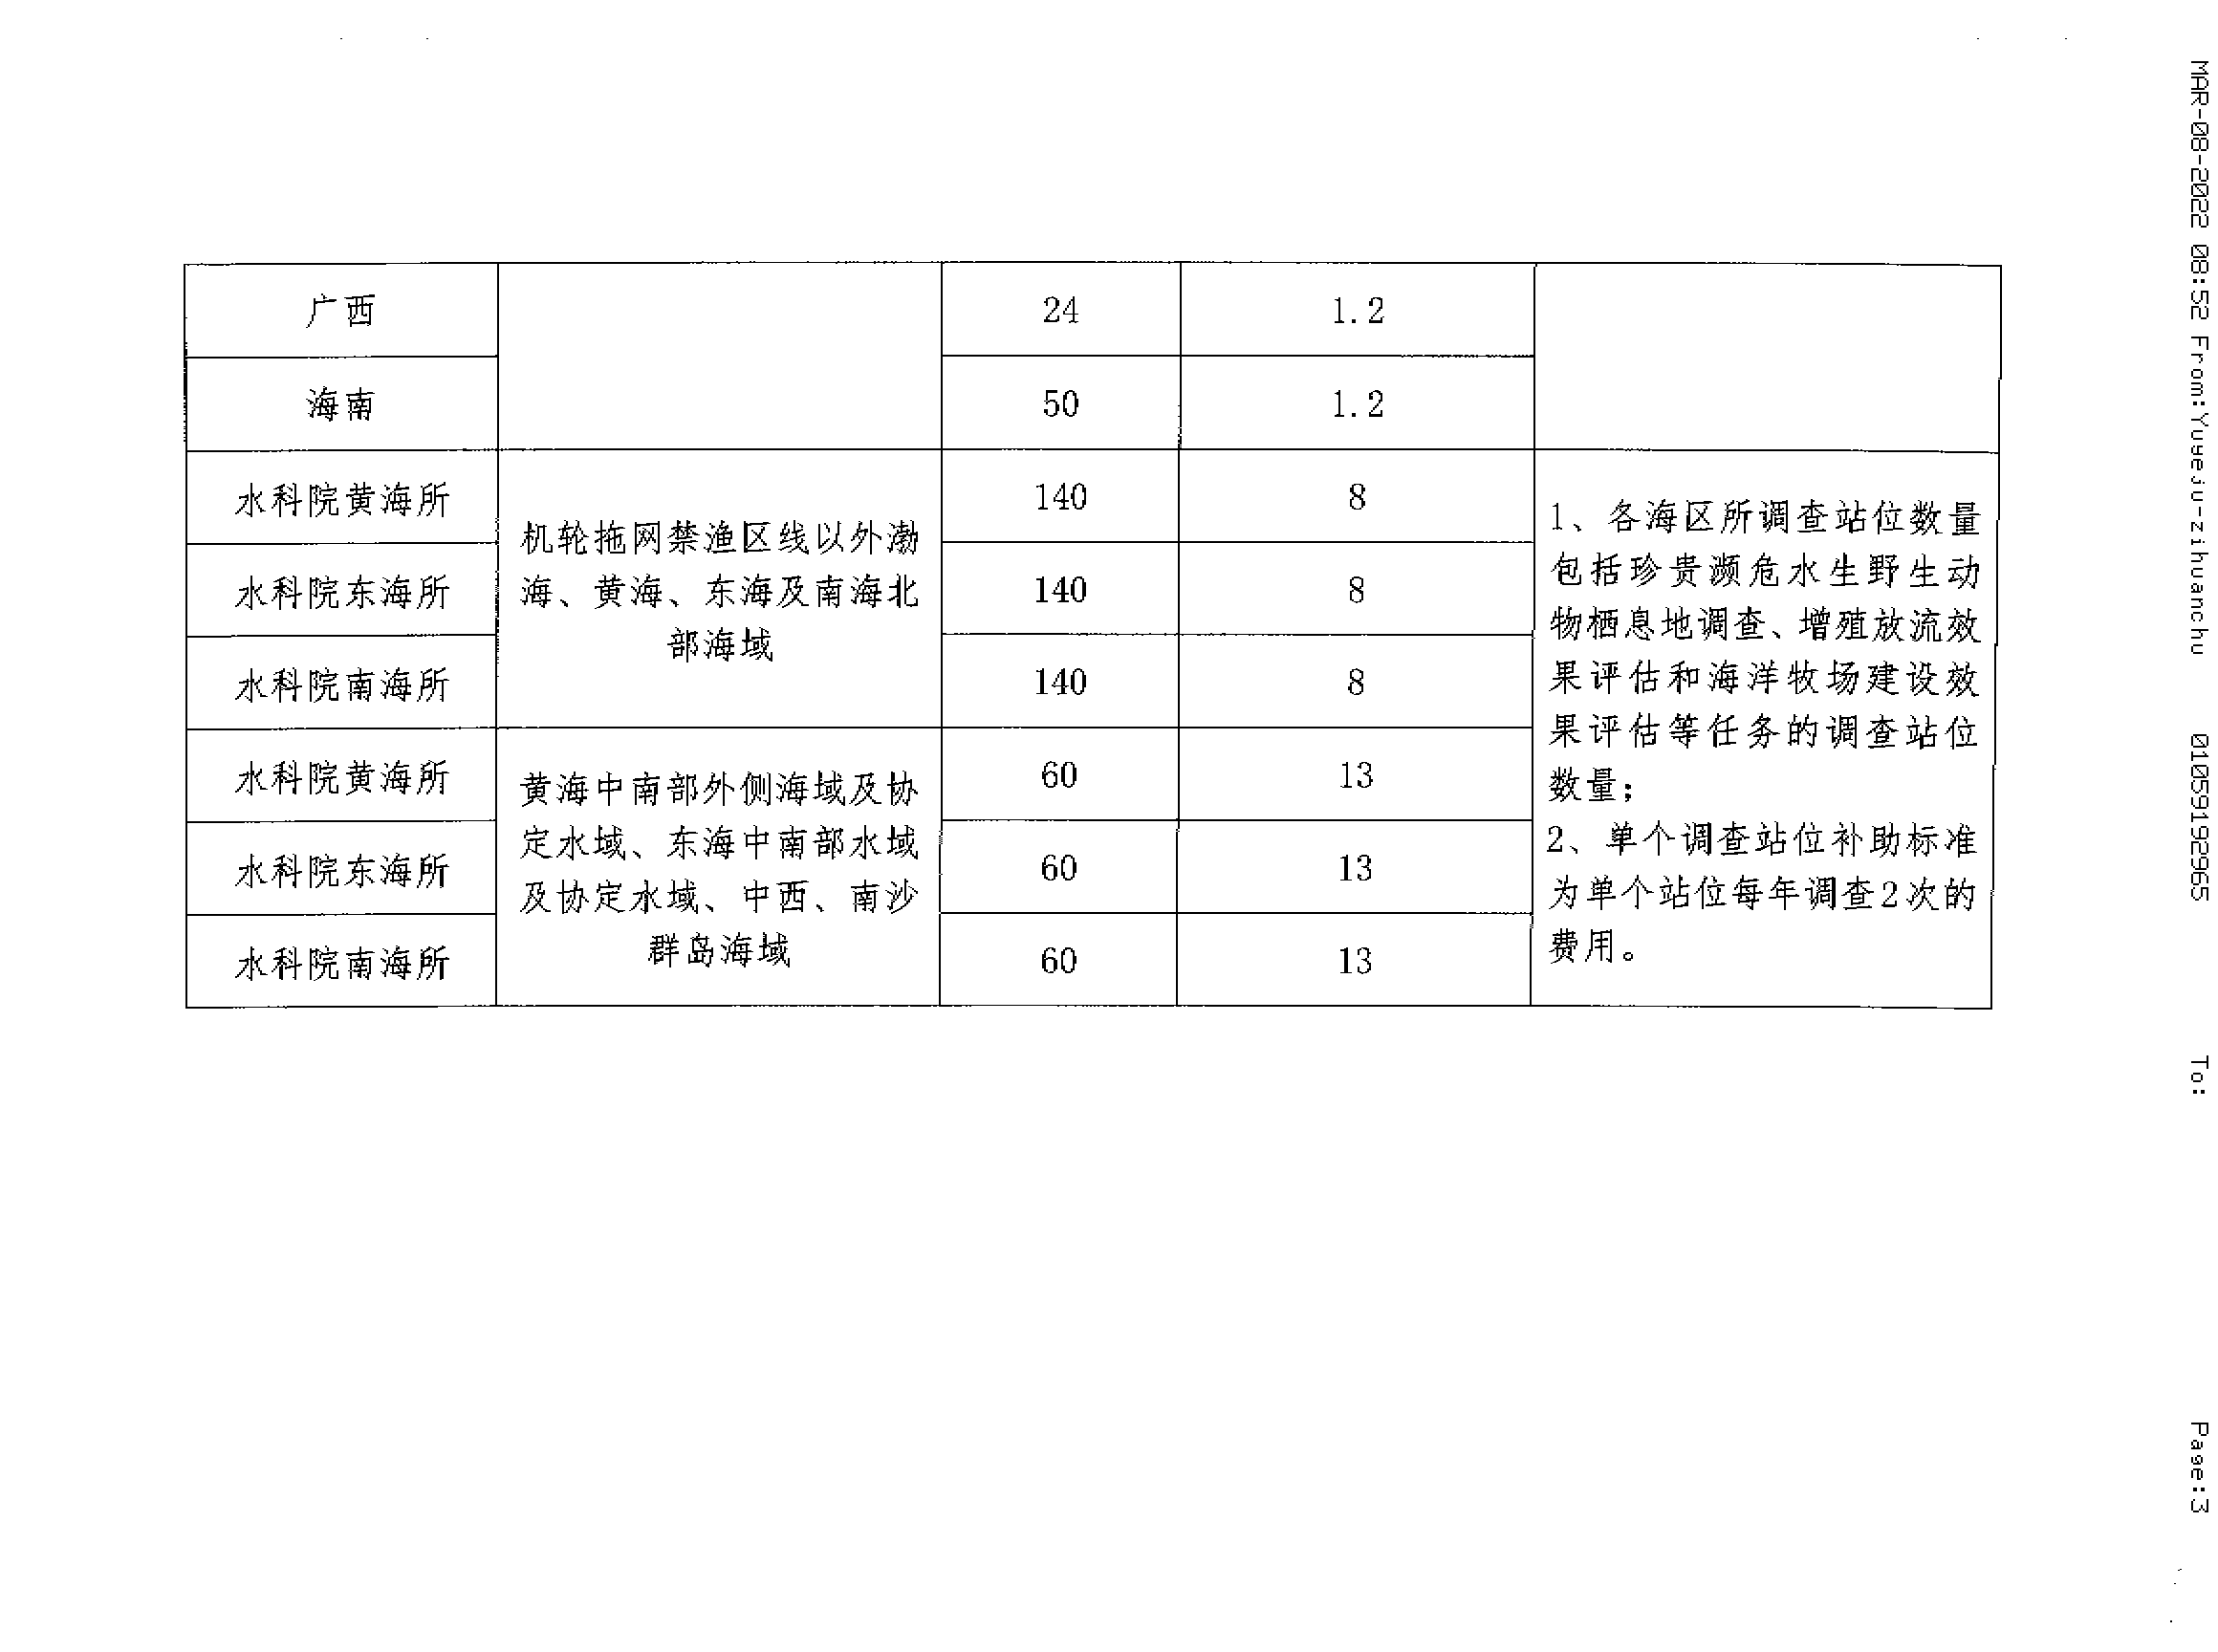 广西 24 1.2
海南 50 1.2
水科院黄海所 140 8
水科院东海所 140 8
水科院南海所 140 8
机轮拖网禁渔区线以外渤
海、黄海、东海及南海北
部海域
水科院黄海所 60 13
水科院东海所 60 13
水科院南海所 60 13
黄海中南部外侧海域及协
定水域、东海中南部水域
及协定水域、中西、南沙
群岛海域
1、各海区所调查站位数量
包括珍贵濒危水生野生动
物栖息地调查、增殖放流效
果评估和海洋牧场建设效
果评估等任务的调查站位
数量；
2、单个调查站位补助标准
为单个站位每年调查2次的
费用。
MAR-08-2022 08:52 From:Yuyeju-zihuanchu 01059192965 To: Page:3